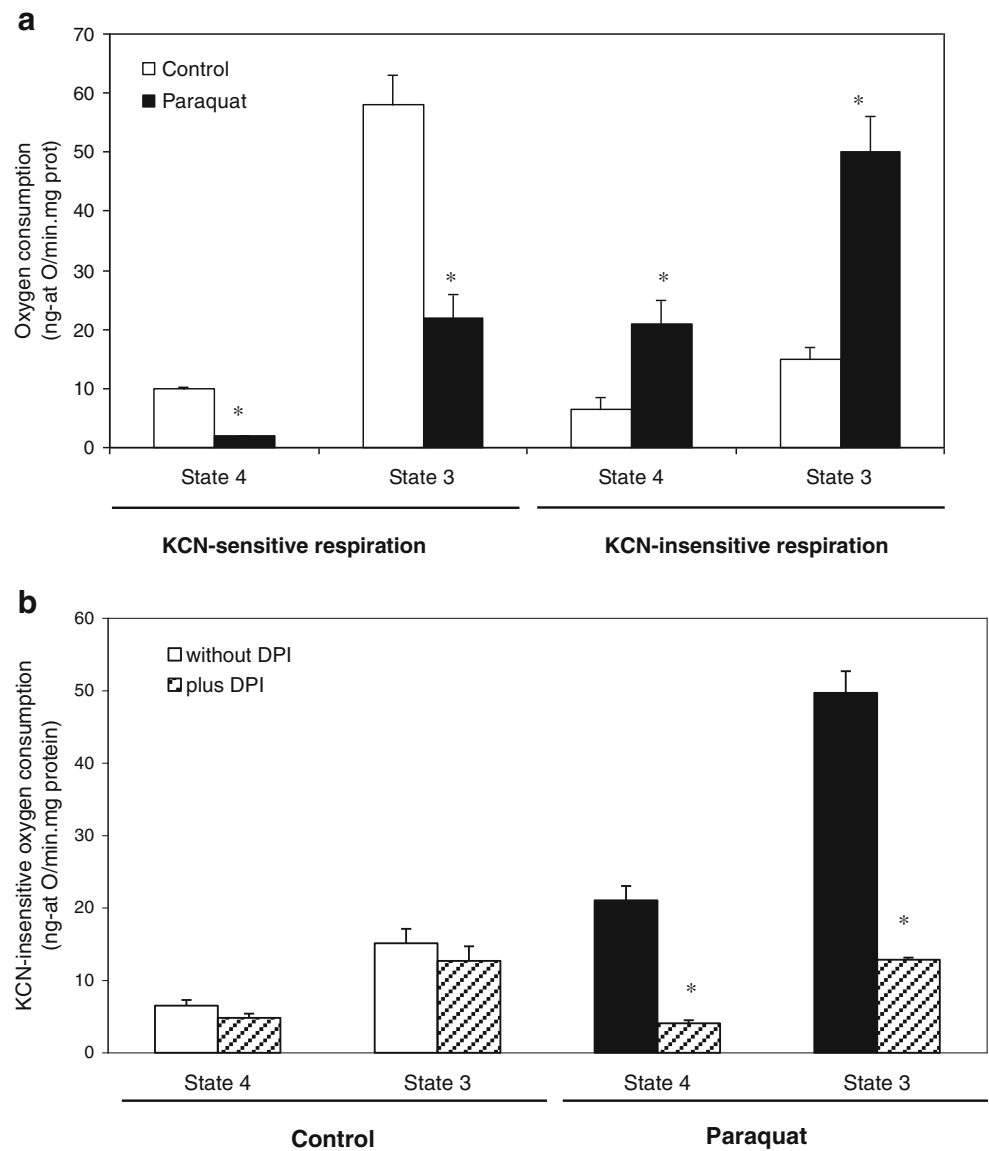 a
70
60
50
40
30
20
10
0
Oxygen consumption
(ng-at O/min.mg prot)
Control
Paraquat
*
*
*
*
State 4
State 3
State 4
State 3
KCN-sensitive respiration
KCN-insensitive respiration
b
60
50
40
30
20
10
0
KCN-insensitive oxygen consumption
(ng-at O/min.mg protein)
without DPI
plus DPI
*
*
State 4
State 3
State 4
State 3
Control
Paraquat